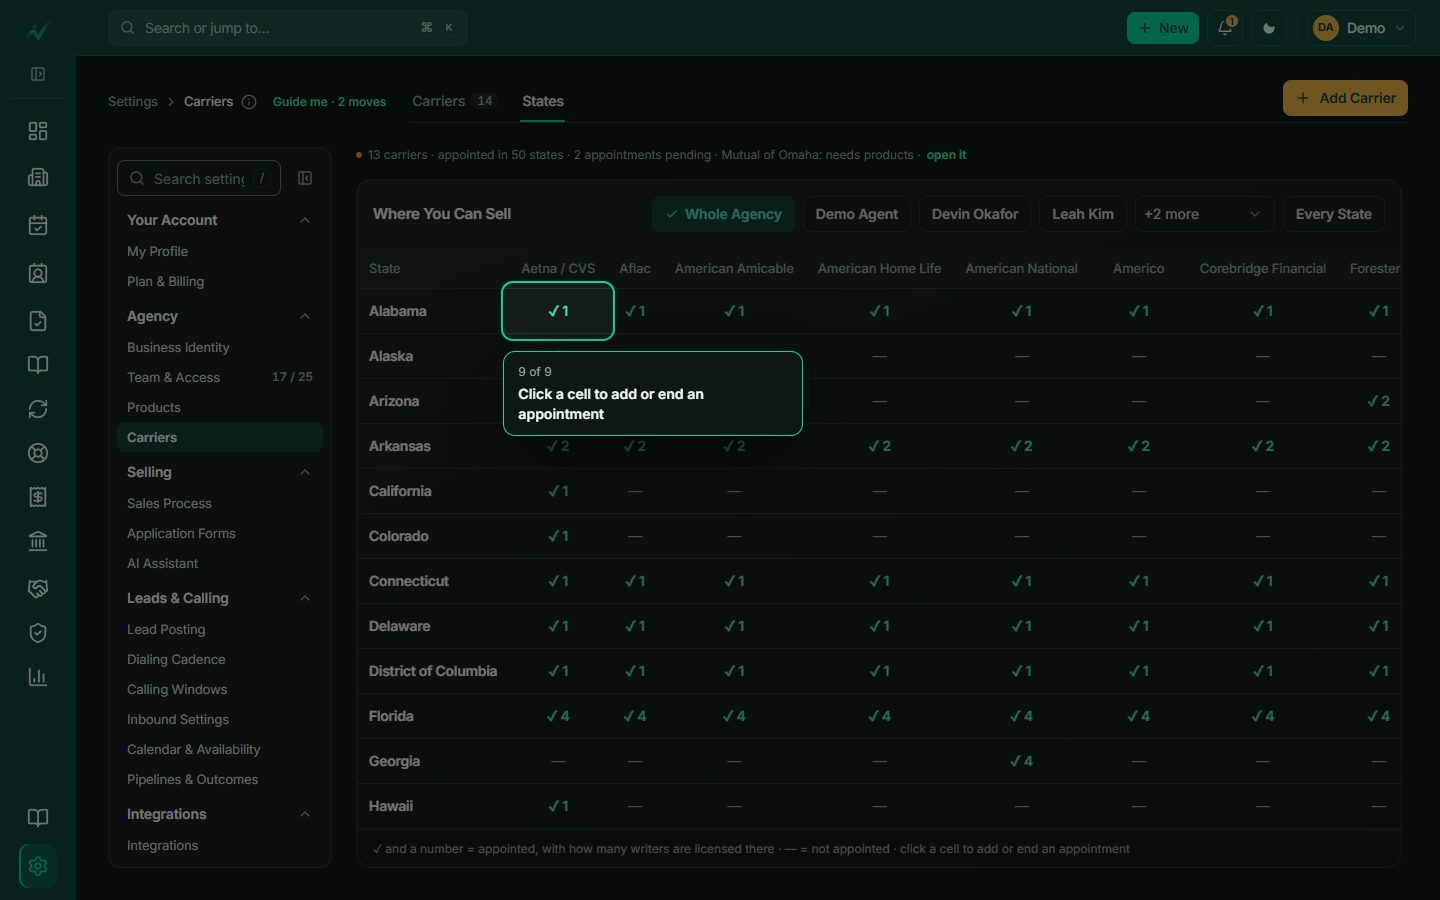 Search or jump to...
⌘ K
New
1
DA
Demo
Settings > Carriers
Guide me · 2 moves
Carriers 14
States
Add Carrier
Search setting /
13 carriers · appointed in 50 states · 2 appointments pending · Mutual of Omaha: needs products · open it
Your Account
My Profile
Plan & Billing
Agency
Business Identity
Team & Access 17 / 25
Products
Carriers
Selling
Sales Process
Application Forms
AI Assistant
Leads & Calling
Lead Posting
Dialing Cadence
Calling Windows
Inbound Settings
Calendar & Availability
Pipelines & Outcomes
Integrations
Integrations
Where You Can Sell
✓ Whole Agency
Demo Agent
Devin Okafor
Leah Kim
+2 more
Every State
State Aetna / CVS Aflac American Amicable American Home Life American National Americo Corebridge Financial Forester
Alabama ✓1 ✓1 ✓1 ✓1 ✓1 ✓1 ✓1 ✓1
Alaska — — — — —
9 of 9
Click a cell to add or end an
appointment
Arizona — — — — ✓2
Arkansas ✓2 ✓2 ✓2 ✓2 ✓2 ✓2 ✓2 ✓2
California ✓1 — — — — — — —
Colorado ✓1 — — — — — — —
Connecticut ✓1 ✓1 ✓1 ✓1 ✓1 ✓1 ✓1 ✓1
Delaware ✓1 ✓1 ✓1 ✓1 ✓1 ✓1 ✓1 ✓1
District of Columbia ✓1 ✓1 ✓1 ✓1 ✓1 ✓1 ✓1 ✓1
Florida ✓4 ✓4 ✓4 ✓4 ✓4 ✓4 ✓4 ✓4
Georgia — — — — ✓4 — — —
Hawaii ✓1 — — — — — — —
✓ and a number = appointed, with how many writers are licensed there · — = not appointed · click a cell to add or end an appointment